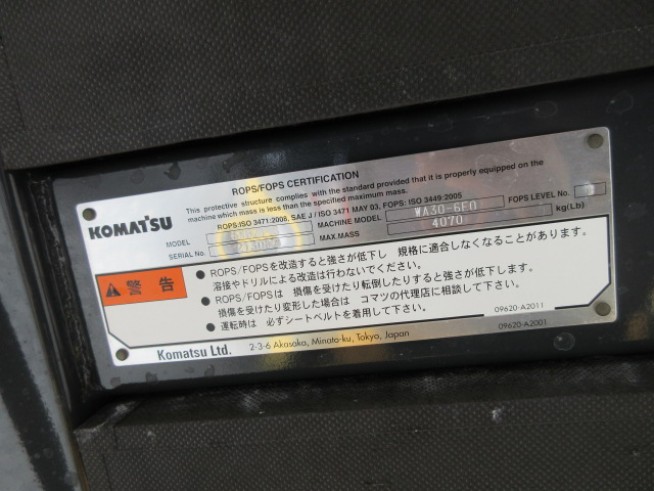 ROPS/FOPS CERTIFICATION
This protective structure complies with the standard provided that it is properly equipped on the
machine which mass is less than the specified maximum mass.
KOMATSU
ROPS:ISO 3471:2008, SAE J / ISO 3471 MAY 03, FOPS: ISO 3449:2005
MODEL MACHINE MODEL WA30-6E0 FOPS LEVEL No.
SERIAL No. MAX.MASS 4070 kg(Lb)
警告
● ROPS/FOPSを改造すると強さが低下し 規格に適合しなくなることがあります。
溶接やドリルによる改造は行わないでください。
● ROPS/FOPSは 損傷を受けたり転倒したりすると強さが低下します。
損傷を受けたり変形した場合は コマツの代理店に相談して下さい。
● 運転時は 必ずシートベルトを着用して下さい。
09620-A2011
Komatsu Ltd. 2-3-6 Akasaka, Minato-ku, Tokyo, Japan
09620-A2001